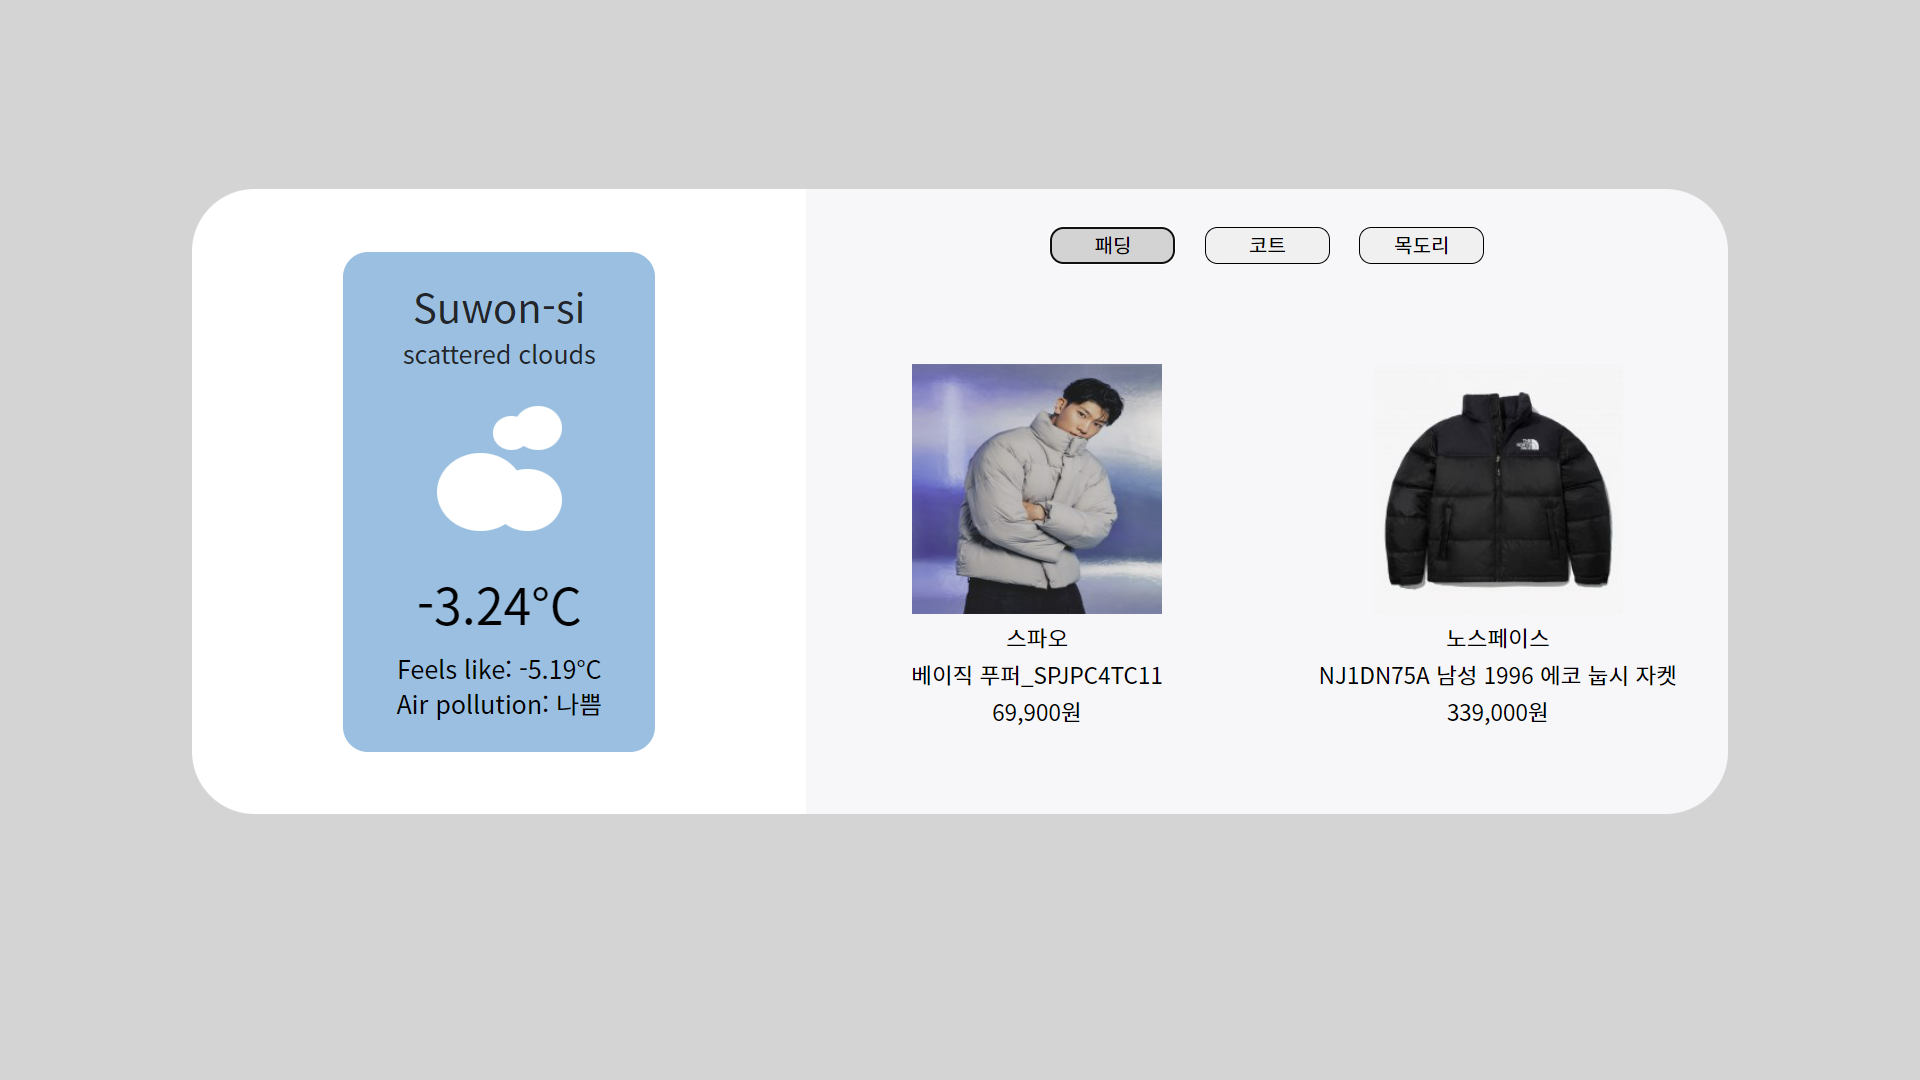 Suwon-si
scattered clouds
-3.24°C
Feels like: -5.19°C
Air pollution: 나쁨
패딩
코트
목도리
스파오
베이직 푸퍼_SPJPC4TC11
69,900원
THE
NORTH
FACE
노스페이스
NJ1DN75A 남성 1996 에코 눕시 자켓
339,000원